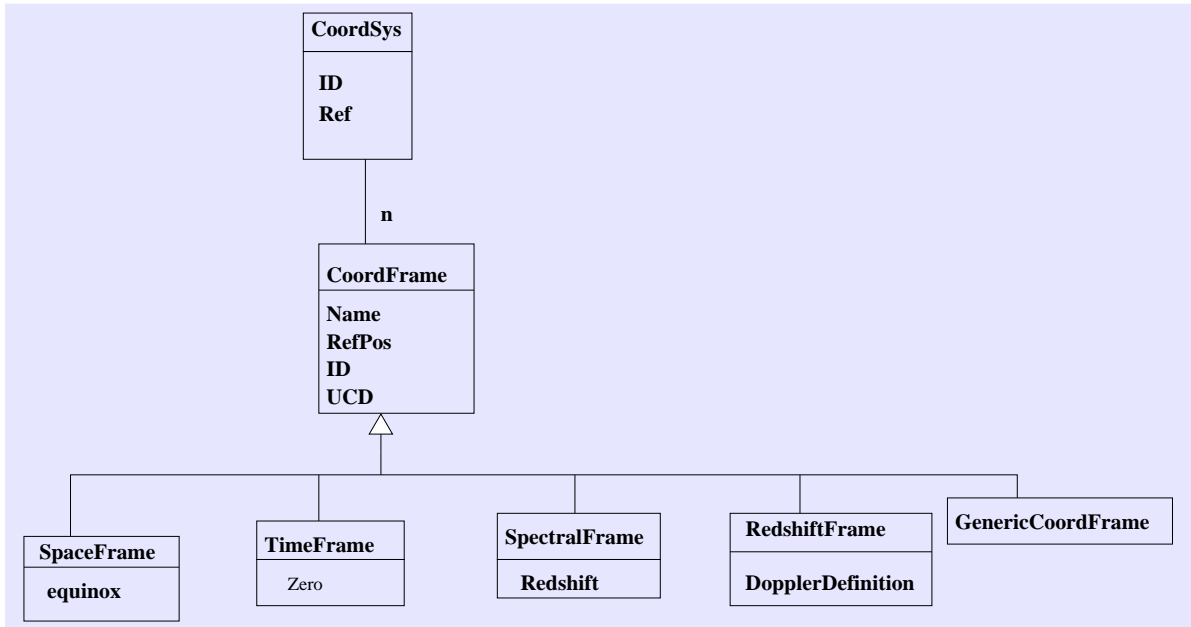 CoordSys
ID
Ref
n
CoordFrame
Name
RefPos
ID
UCD
SpaceFrame
equinox
TimeFrame
Zero
SpectralFrame
Redshift
RedshiftFrame
DopplerDefinition
GenericCoordFrame